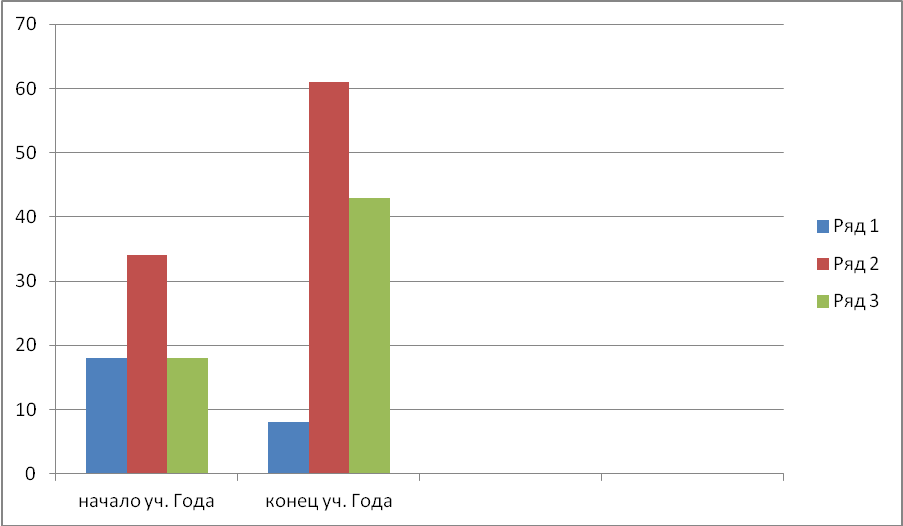 70
60
50
40
30
20
10
0
начало уч. Года
конец уч. Года
Ряд 1
Ряд 2
Ряд 3